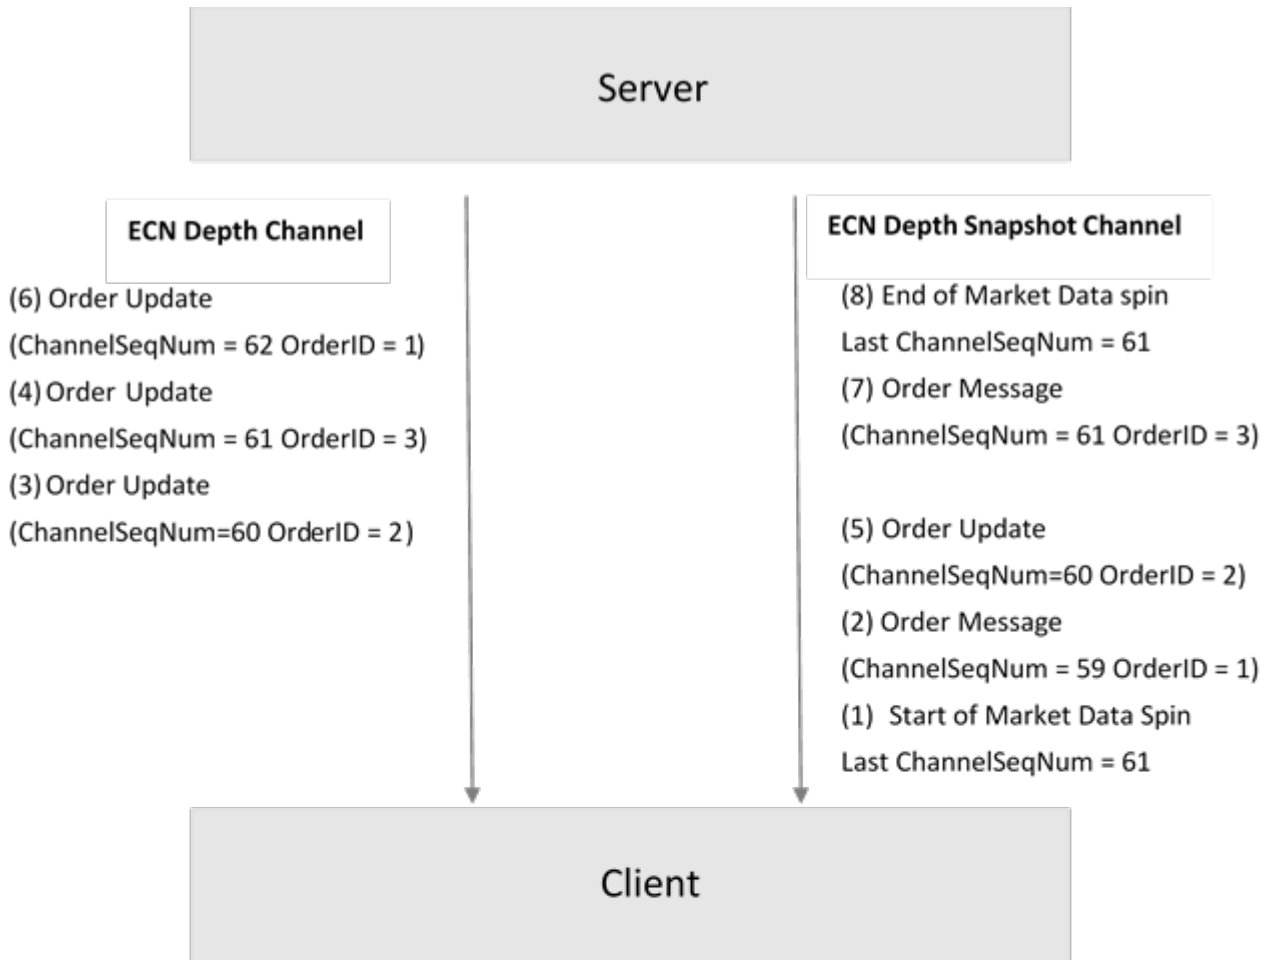 Server
ECN Depth Channel
(6) Order Update
(ChannelSeqNum = 62 OrderID = 1)
(4) Order Update
(ChannelSeqNum = 61 OrderID = 3)
(3) Order Update
(ChannelSeqNum=60 OrderID = 2)
ECN Depth Snapshot Channel
(8) End of Market Data spin
Last ChannelSeqNum = 61
(7) Order Message
(ChannelSeqNum = 61 OrderID = 3)
(5) Order Update
(ChannelSeqNum=60 OrderID = 2)
(2) Order Message
(ChannelSeqNum = 59 OrderID = 1)
(1) Start of Market Data Spin
Last ChannelSeqNum = 61
Client